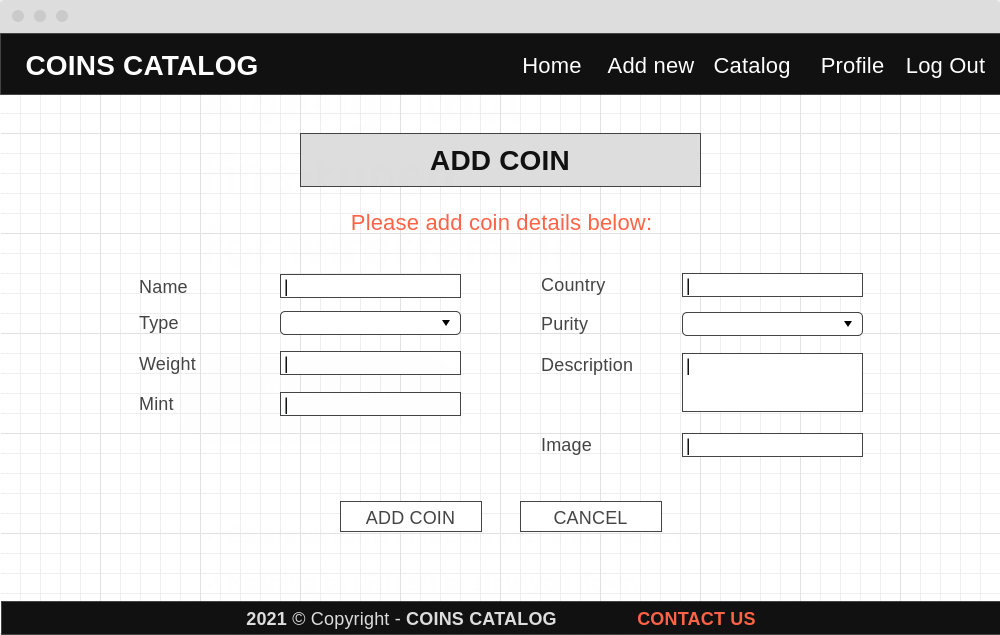 COINS CATALOG
Home Add new Catalog Profile Log Out
ADD COIN
Please add coin details below:
Name
Type
Weight
Mint
Country
Purity
Description
Image
ADD COIN
CANCEL
2021 © Copyright - COINS CATALOG
CONTACT US